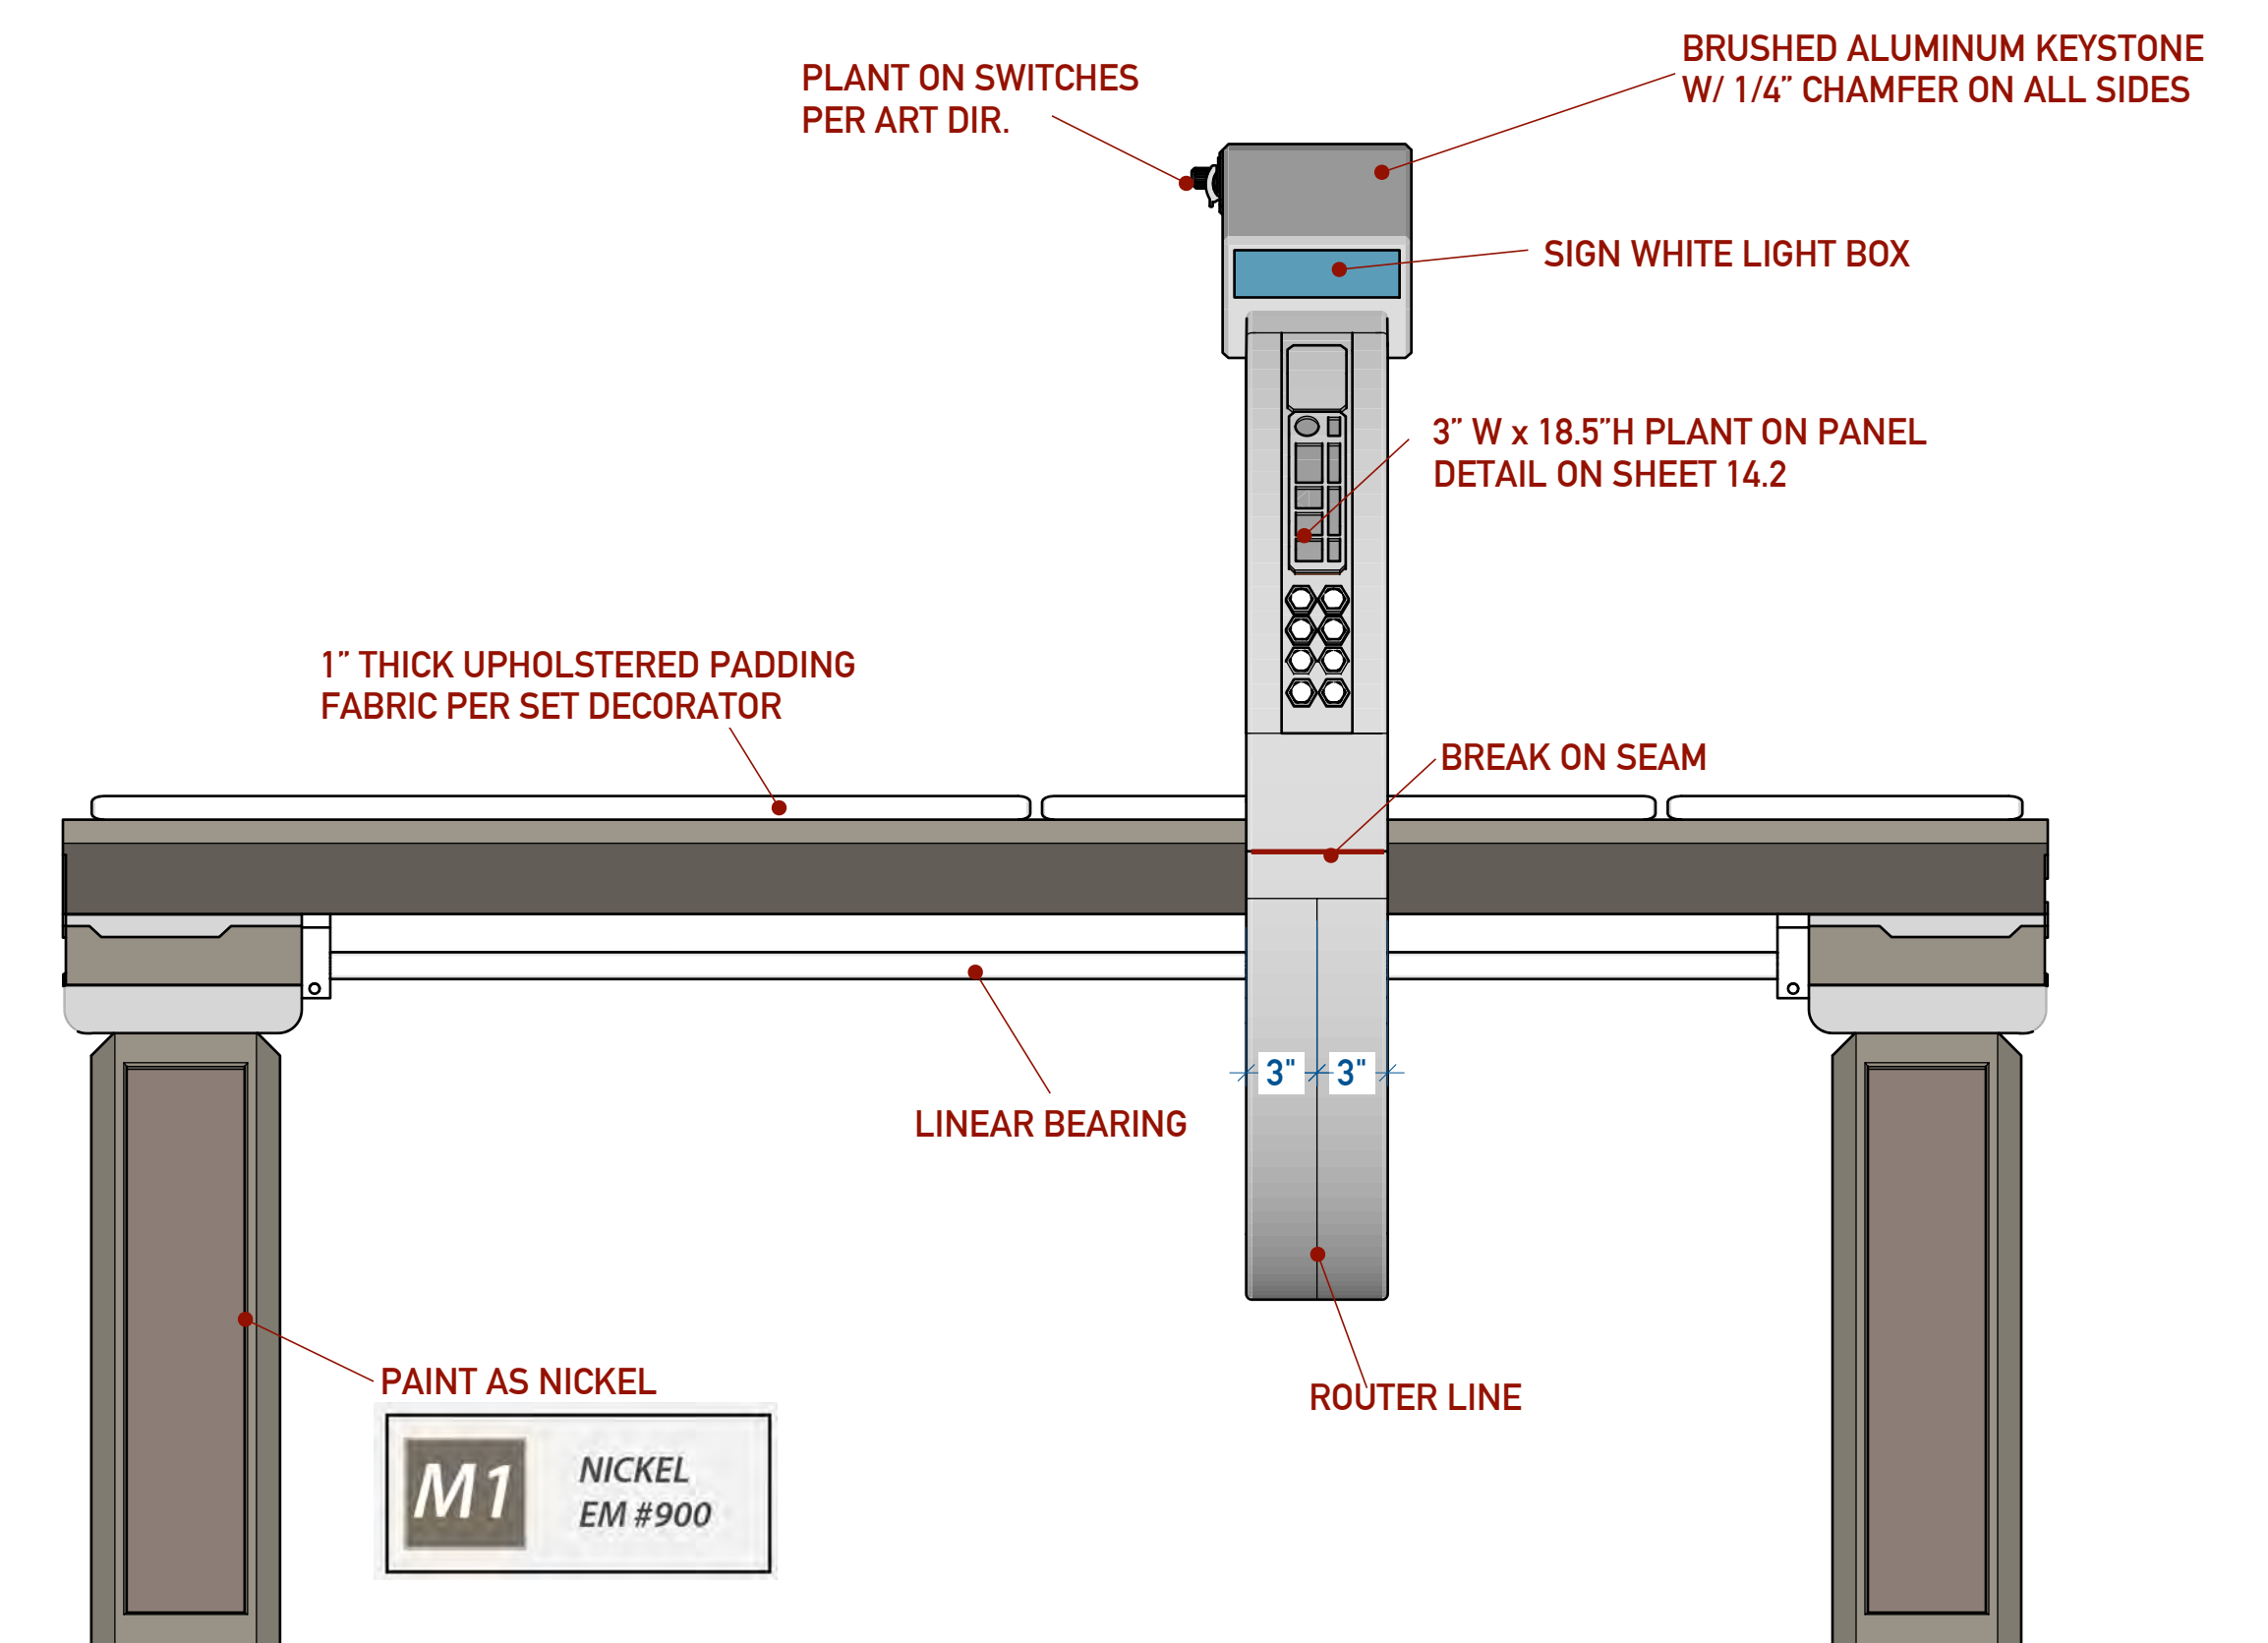 BRUSHED ALUMINUM KEYSTONE
W/ 1/4” CHAMFER ON ALL SIDES
PLANT ON SWITCHES
PER ART DIR.
SIGN WHITE LIGHT BOX
3” W x 18.5”H PLANT ON PANEL
DETAIL ON SHEET 14.2
1” THICK UPHOLSTERED PADDING
FABRIC PER SET DECORATOR
BREAK ON SEAM
3"
3"
LINEAR BEARING
PAINT AS NICKEL
ROUTER LINE
M1
NICKEL
EM #900